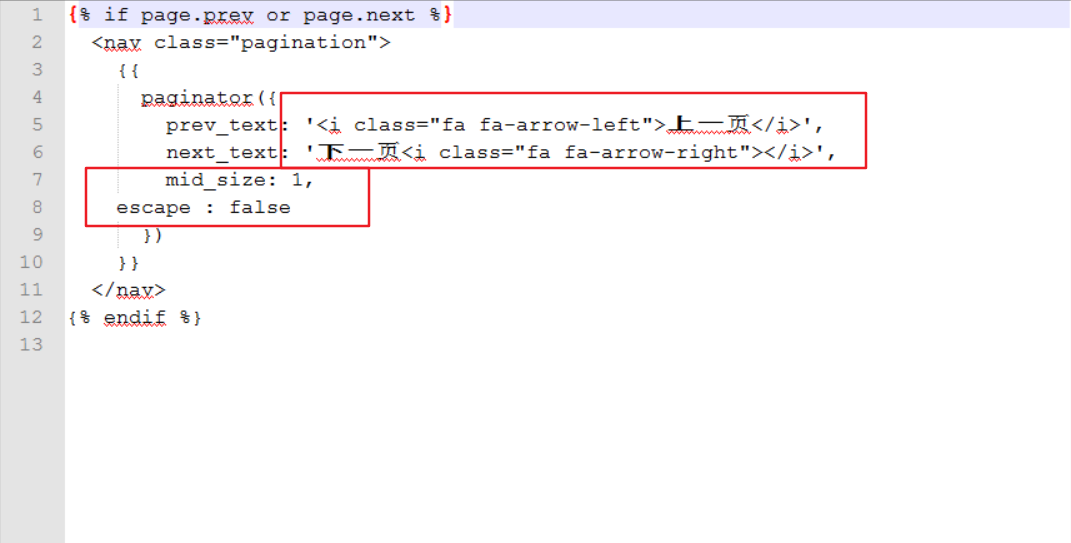 1 {% if page.prev or page.next %}
2 <nav class="pagination">
3 {{
4 paginator({
5 prev_text: '<i class="fa fa-arrow-left">上一页</i>',
6 next_text: '下一页<i class="fa fa-arrow-right"></i>',
7 mid_size: 1,
8 escape : false
9 })
10 }}
11 </nav>
12 {% endif %}
13